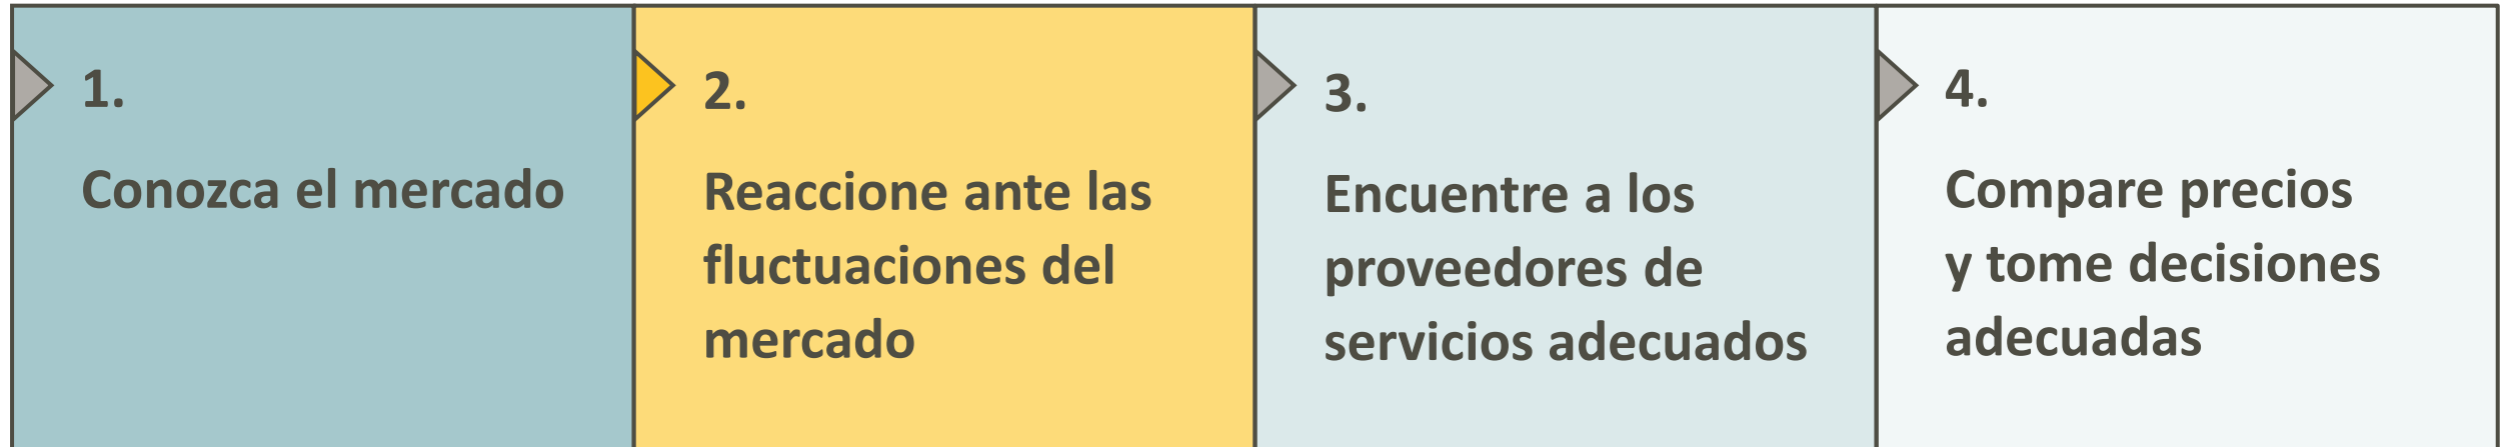 1.
Conozca el mercado
2.
Reaccione ante las
fluctuaciones del
mercado
3.
Encuentre a los
proveedores de
servicios adecuados
4.
Compare precios
y tome decisiones
adecuadas